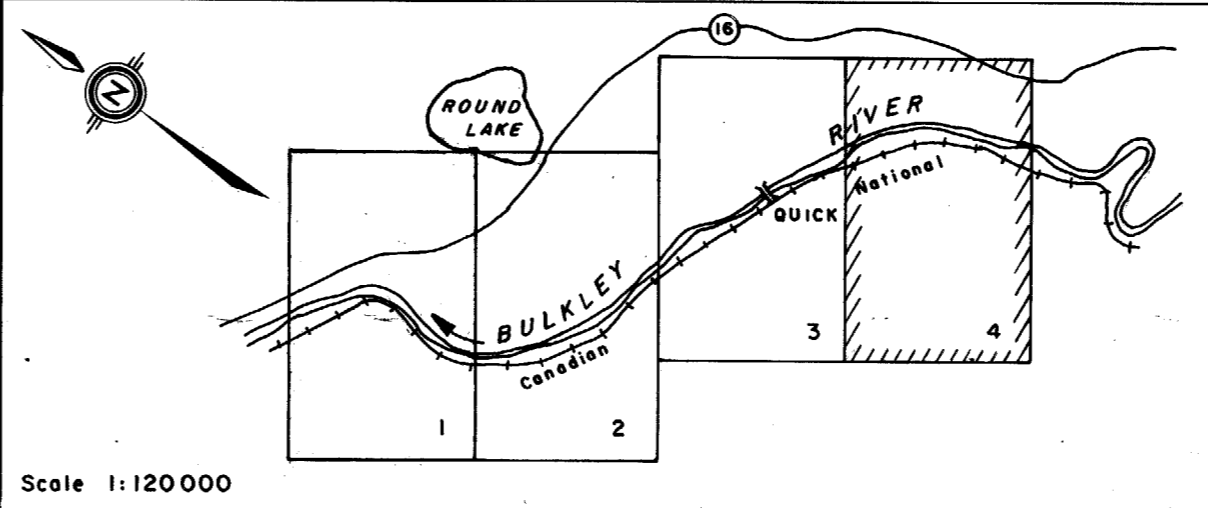 16
N
ROUND
LAKE
RIVER
National
QUICK
BULKLEY
Canadian
3
4
1
2
Scale 1:120000